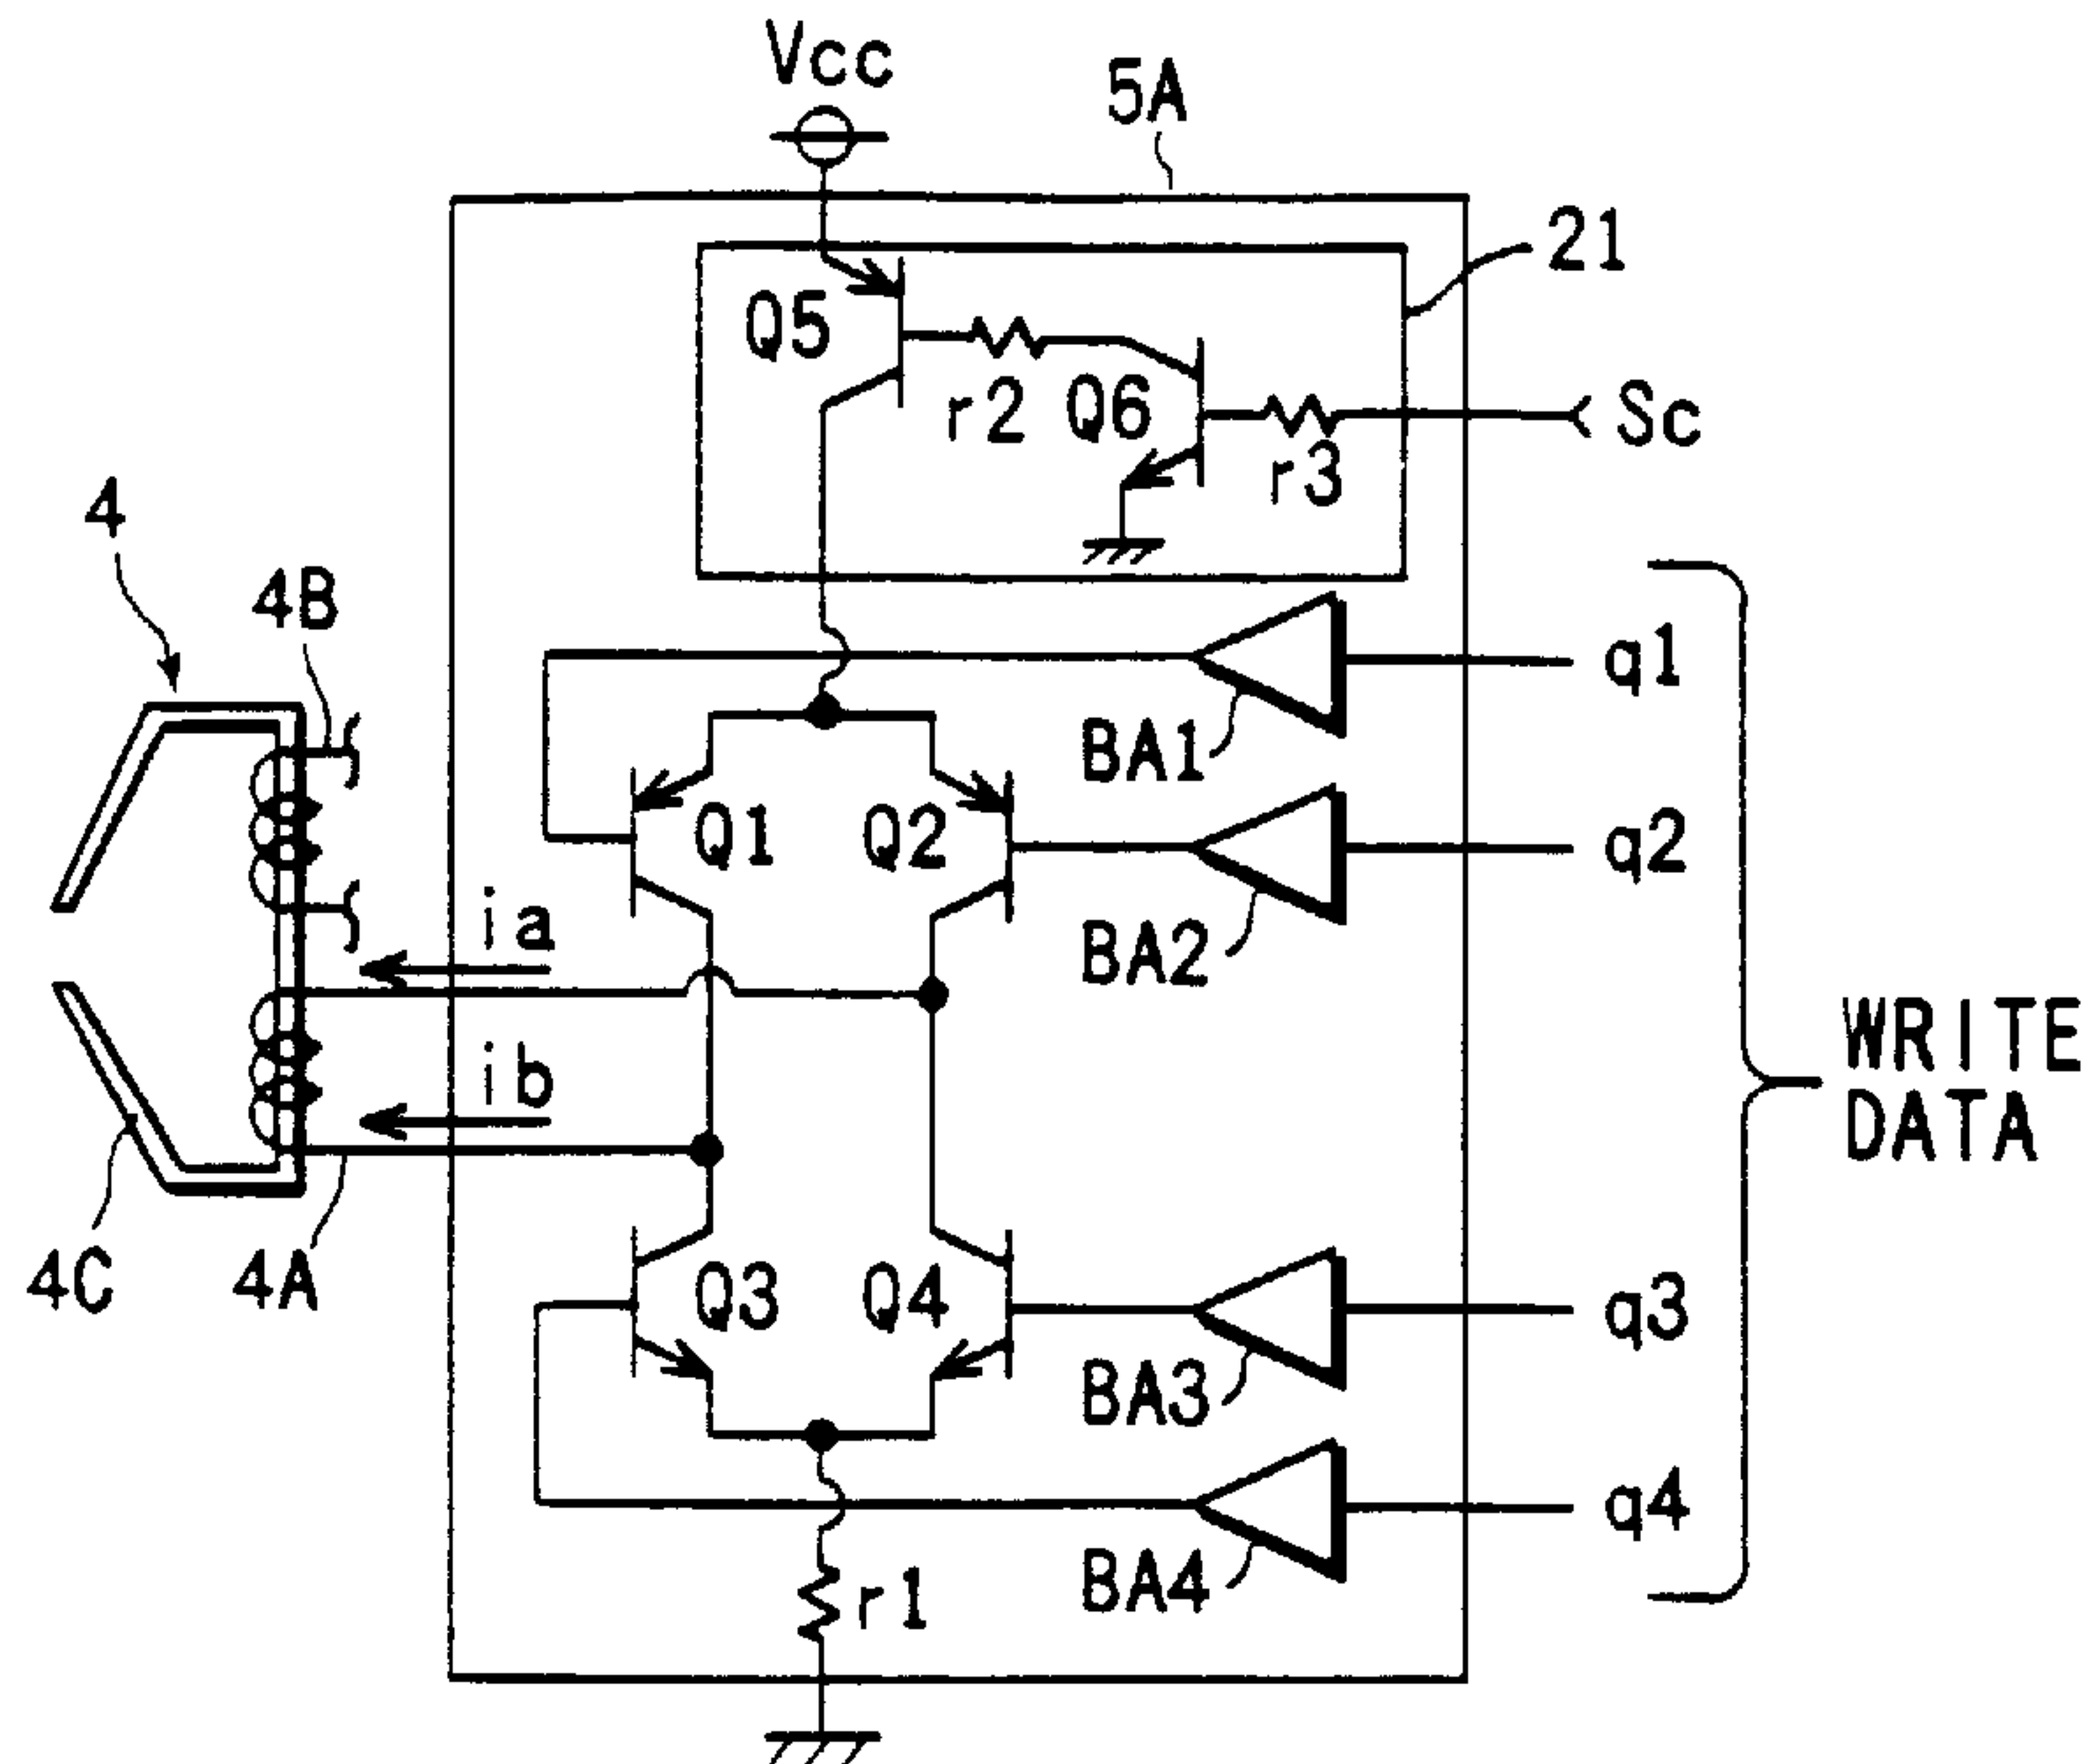 Vcc
5A
21
Q5
r2
Q6
r3
Sc
4
4B
q1
BA1
Q1
Q2
q2
BA2
ia
ib
WRITE
DATA
4C
4A
Q3
Q4
q3
BA3
q4
BA4
r1